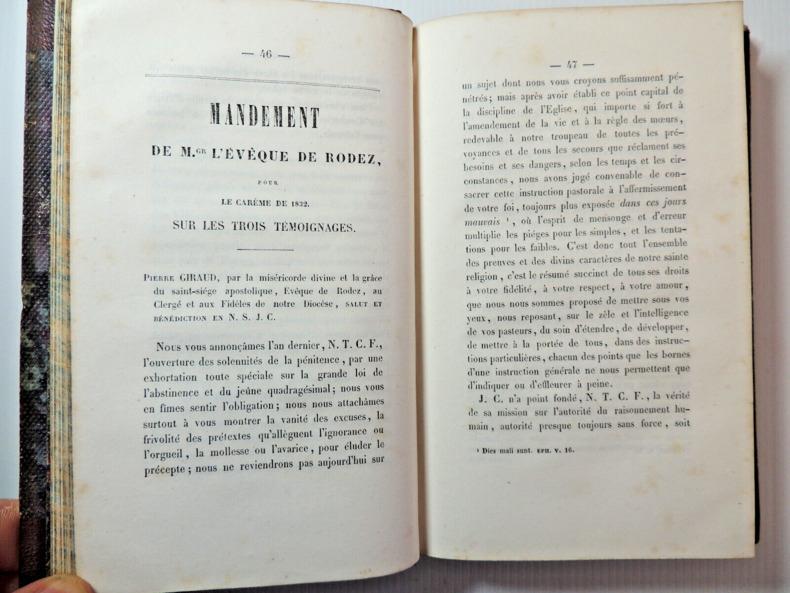 — 46 —
MANDEMENT
DE M.GR L'ÉVÊQUE DE RODEZ,
POUR
LE CARÊME DE 1832.
SUR LES TROIS TÉMOIGNAGES.
PIERRE GIRAUD, par la miséricorde divine et la grâce
du saint-siége apostolique, Evêque de Rodez, au
Clergé et aux Fidèles de notre Diocèse, SALUT ET
BÉNÉDICTION EN N. S. J. C.
Nous vous annonçâmes l'an dernier, N. T. C. F.,
l'ouverture des solennités de la pénitence, par une
exhortation toute spéciale sur la grande loi de
l'abstinence et du jeûne quadragésimal; nous vous
en fîmes sentir l'obligation; nous nous attachâmes
surtout à vous montrer la vanité des excuses, la
frivolité des prétextes qu'allèguent l'ignorance ou
l'orgueil, la mollesse ou l'avarice, pour éluder le
précepte; nous ne reviendrons pas aujourd'hui sur
— 47 —
un sujet dont nous vous croyons suffisamment pé-
nétrés; mais après avoir établi ce point capital de
la discipline de l'Eglise, qui importe si fort à
l'amendement de la vie et à la règle des mœurs,
redevable à notre troupeau de toutes les pré-
voyances et de tous les secours que réclament ses
besoins et ses dangers, selon les temps et les cir-
constances, nous avons jugé convenable de con-
sacrer cette instruction pastorale à l'affermissement
de votre foi, toujours plus exposée dans ces jours
mauvais ¹, où l'esprit de mensonge et d'erreur
multiplie les piéges pour les simples, et les tenta-
tions pour les faibles. C'est donc tout l'ensemble
des preuves et des divins caractères de notre sainte
religion, c'est le résumé succinct de tous ses droits
à votre fidélité, à votre respect, à votre amour,
que nous nous sommes proposé de mettre sous vos
yeux, nous reposant, sur le zèle et l'intelligence
de vos pasteurs, du soin d'étendre, de développer,
de mettre à la portée de tous, dans des instruc-
tions particulières, chacun des points que les bornes
d'une instruction générale ne nous permettent que
d'indiquer ou d'effleurer à peine.
J. C. n'a point fondé, N. T. C. F., la vérité
de sa mission sur l'autorité du raisonnement hu-
main, autorité presque toujours sans force, soit
¹ Dies mali sunt. EPH. V. 16.